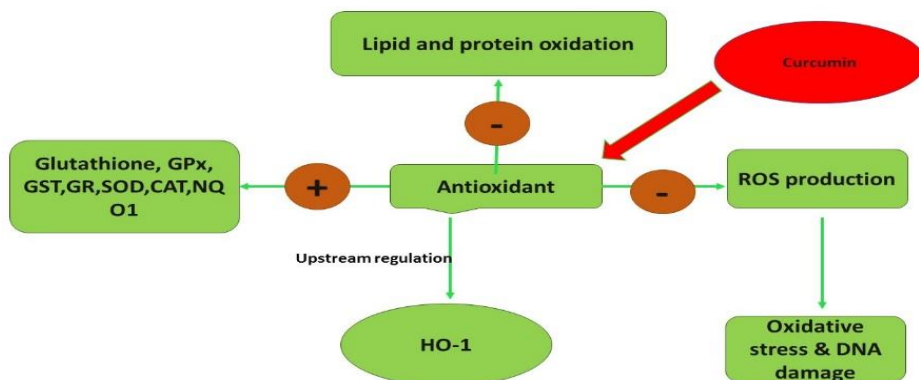 Lipid and protein oxidation
Curcumin
-
Glutathione, GPx,
GST,GR,SOD,CAT,NQ
O1
+
Antioxidant
-
ROS production
Upstream regulation
HO-1
Oxidative
stress & DNA
damage